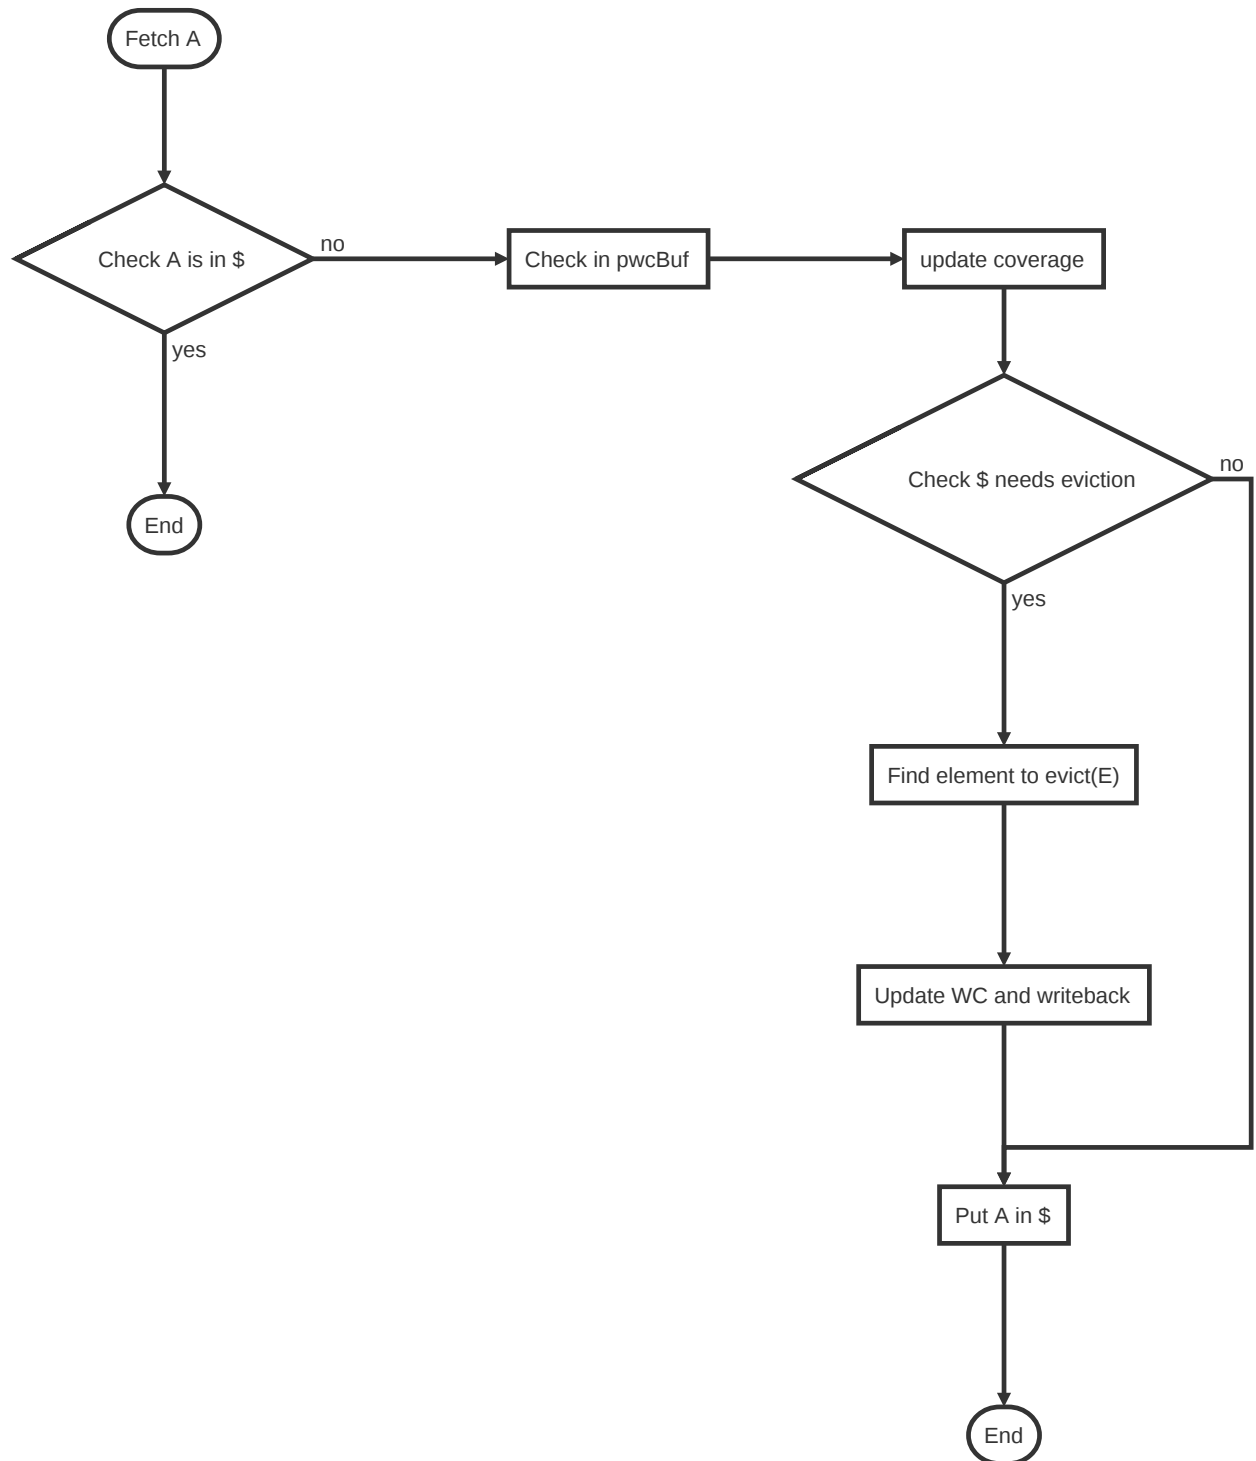 Fetch A
Check A is in $
no
Check in pwcBuf
update coverage
yes
Check $ needs eviction
no
End
yes
Find element to evict(E)
Update WC and writeback
Put A in $
End